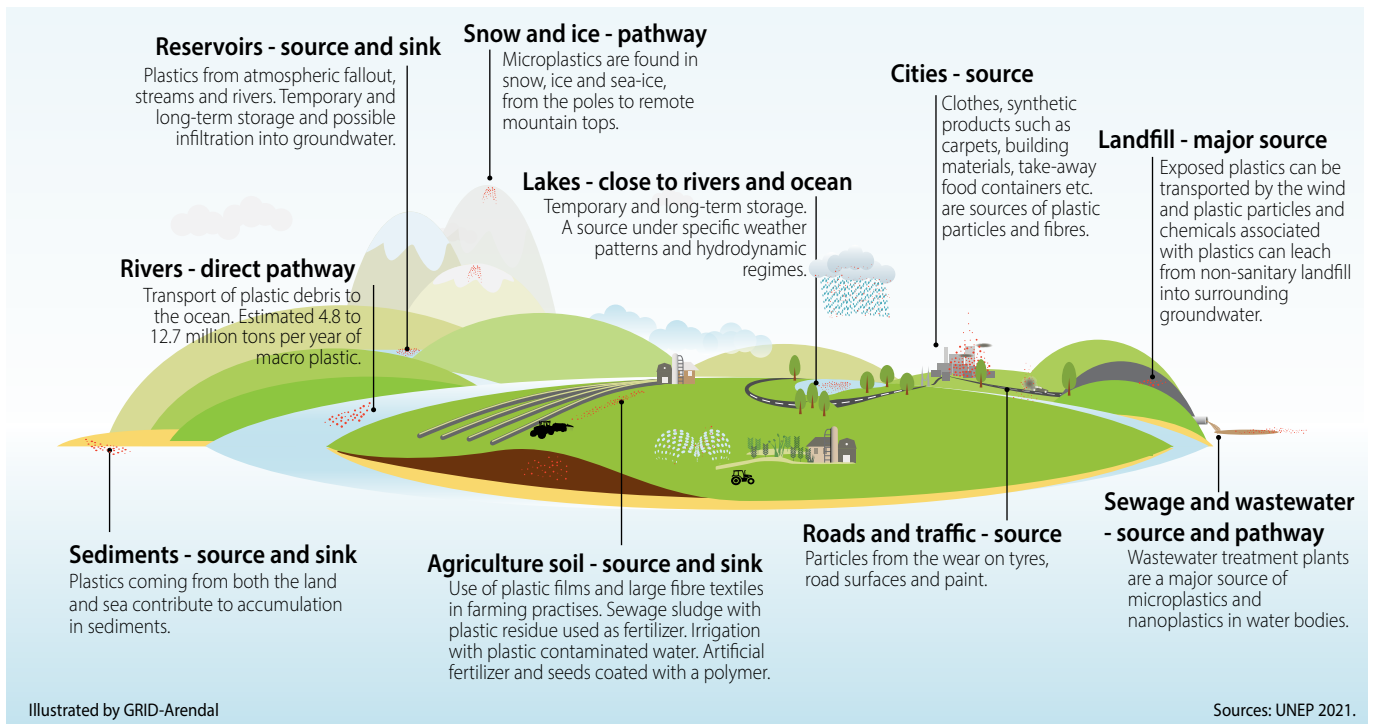 Reservoirs - source and sink
Plastics from atmospheric fallout,
streams and rivers. Temporary and
long-term storage and possible
infiltration into groundwater.
Snow and ice - pathway
Microplastics are found in
snow, ice and sea-ice,
from the poles to remote
mountain tops.
Cities - source
Clothes, synthetic
products such as
carpets, building
materials, take-away
food containers etc.
are sources of plastic
particles and fibres.
Landfill - major source
Exposed plastics can be
transported by the wind
and plastic particles and
chemicals associated
with plastics can leach
from non-sanitary landfill
into surrounding
groundwater.
Lakes - close to rivers and ocean
Temporary and long-term storage.
A source under specific weather
patterns and hydrodynamic
regimes.
Rivers - direct pathway
Transport of plastic debris to
the ocean. Estimated 4.8 to
12.7 million tons per year of
macro plastic.
Sediments - source and sink
Plastics coming from both the land
and sea contribute to accumulation
in sediments.
Agriculture soil - source and sink
Use of plastic films and large fibre textiles
in farming practises. Sewage sludge with
plastic residue used as fertilizer. Irrigation
with plastic contaminated water. Artificial
fertilizer and seeds coated with a polymer.
Roads and traffic - source
Particles from the wear on tyres,
road surfaces and paint.
Sewage and wastewater
- source and pathway
Wastewater treatment plants
are a major source of
microplastics and
nanoplastics in water bodies.
Illustrated by GRID-Arendal
Sources: UNEP 2021.